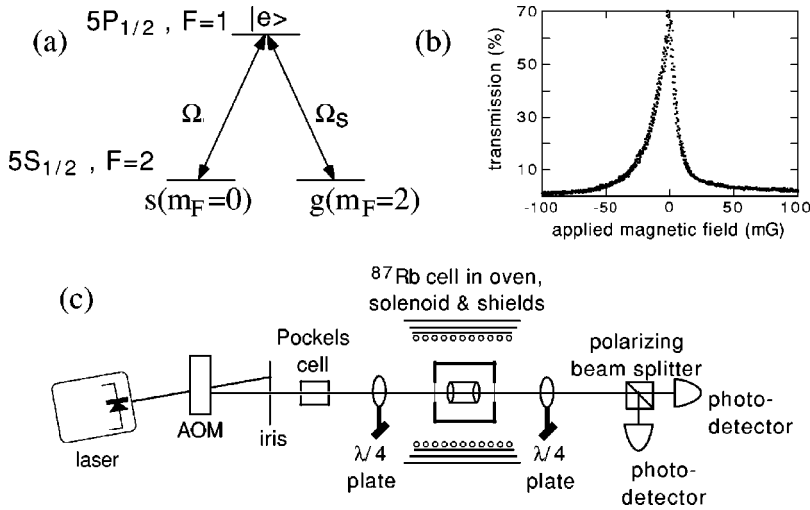 (a)
5P1/2 , F=1 |e>
Ω
ΩS
5S1/2 , F=2
s(mF=0) g(mF=2)
(b)
transmission (%)
70
50
30
10
-100 -50 0 50 100
applied magnetic field (mG)
(c)
87Rb cell in oven,
solenoid & shields
Pockels
cell
polarizing
beam splitter
laser
AOM
iris
λ/4
plate
λ/4
plate
photo-
detector
photo-
detector